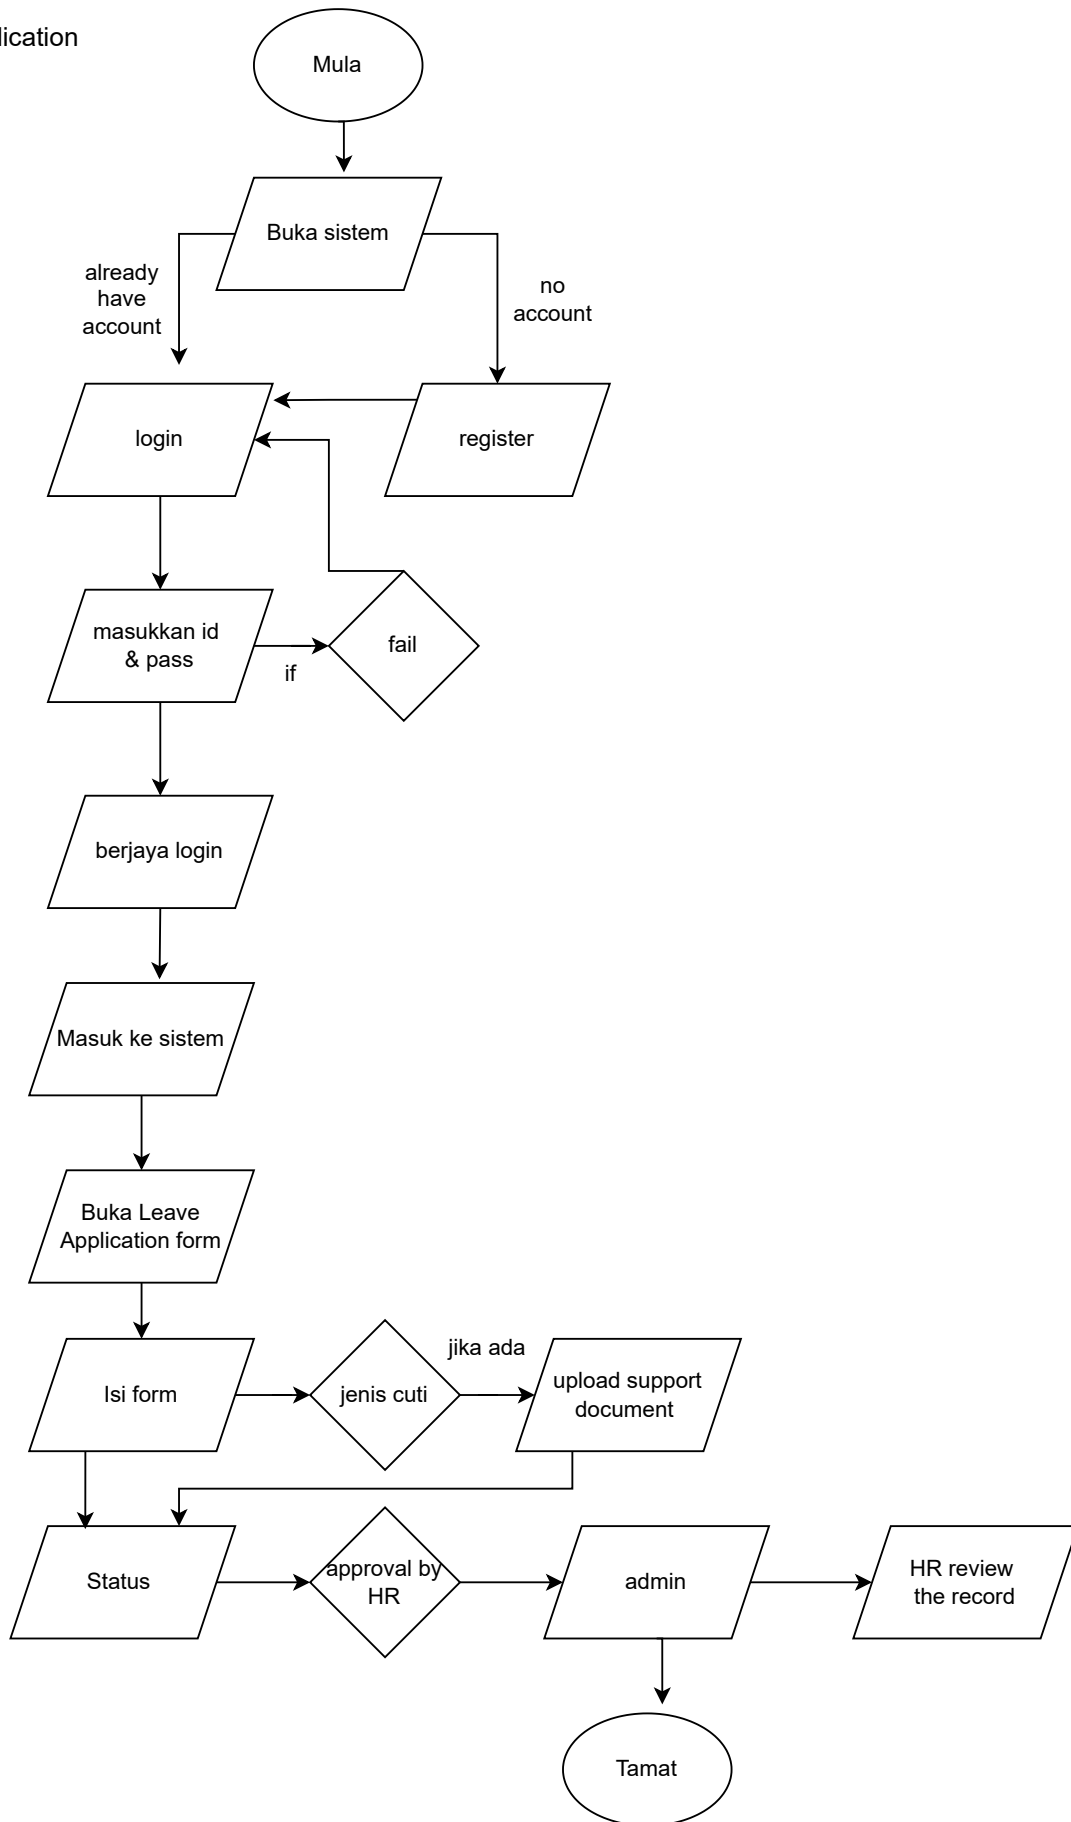 lication
Mula
Buka sistem
already
have
account
no
account
login
register
masukkan id
& pass
if
fail
berjaya login
Masuk ke sistem
Buka Leave
Application form
Isi form
jenis cuti
jika ada
upload support
document
Status
approval by
HR
admin
HR review
the record
Tamat